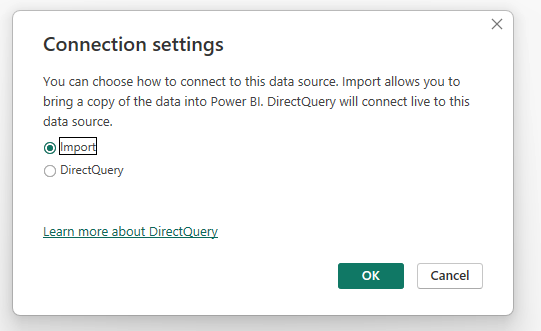 Connection settings
You can choose how to connect to this data source. Import allows you to
bring a copy of the data into Power BI. DirectQuery will connect live to this
data source.
Import
DirectQuery
Learn more about DirectQuery
OK
Cancel